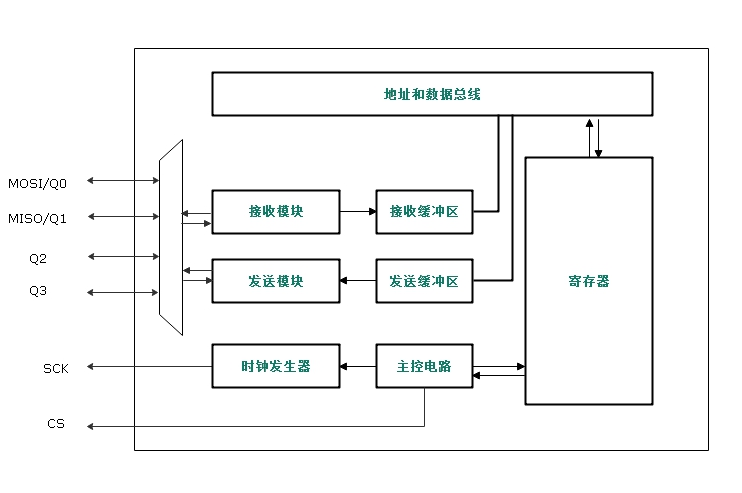 地址和数据总线
MOSI/Q0
MISO/Q1
Q2
Q3
SCK
CS
接收模块
接收缓冲区
发送模块
发送缓冲区
寄存器
时钟发生器
主控电路